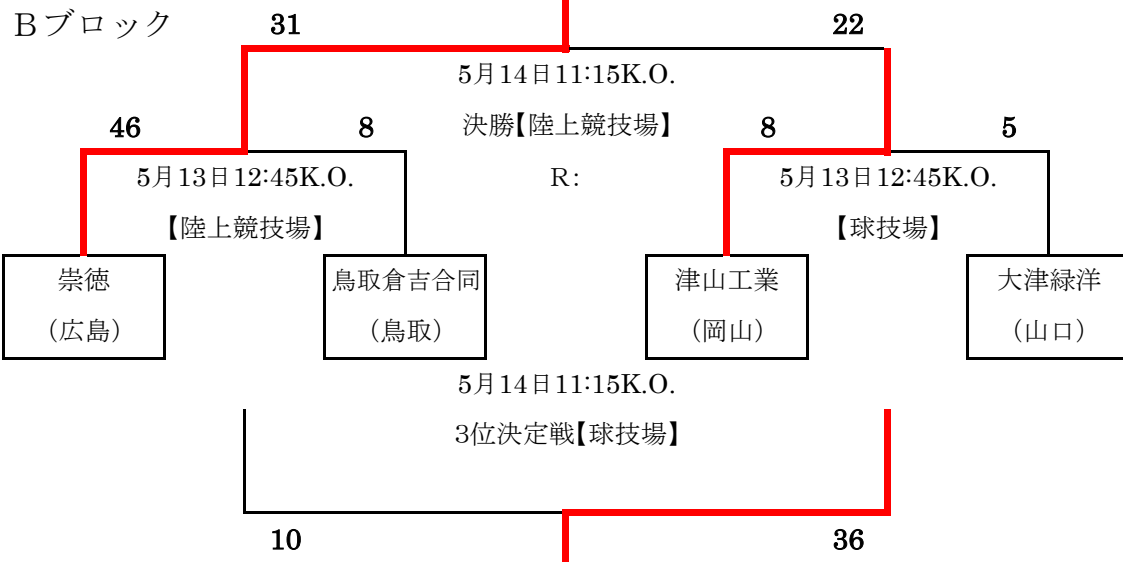 Bブロック
31
22
5月14日11:15K.O.
決勝【陸上競技場】
46
8
8
5
5月13日12:45K.O.
R:
5月13日12:45K.O.
【陸上競技場】
【球技場】
崇徳
（広島）
鳥取倉吉合同
（鳥取）
津山工業
（岡山）
大津緑洋
（山口）
5月14日11:15K.O.
3位決定戦【球技場】
10
36